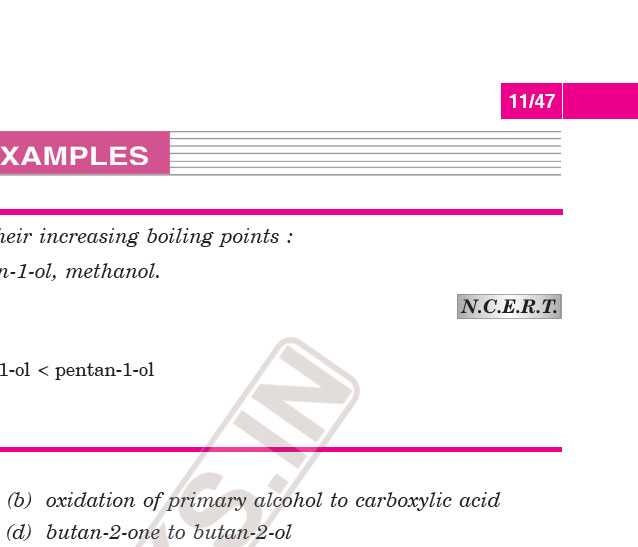 11/47
XAMPLES
heir increasing boiling points :
n-1-ol, methanol.
N.C.E.R.T.
1-ol < pentan-1-ol
(b) oxidation of primary alcohol to carboxylic acid
(d) butan-2-one to butan-2-ol
S.IN